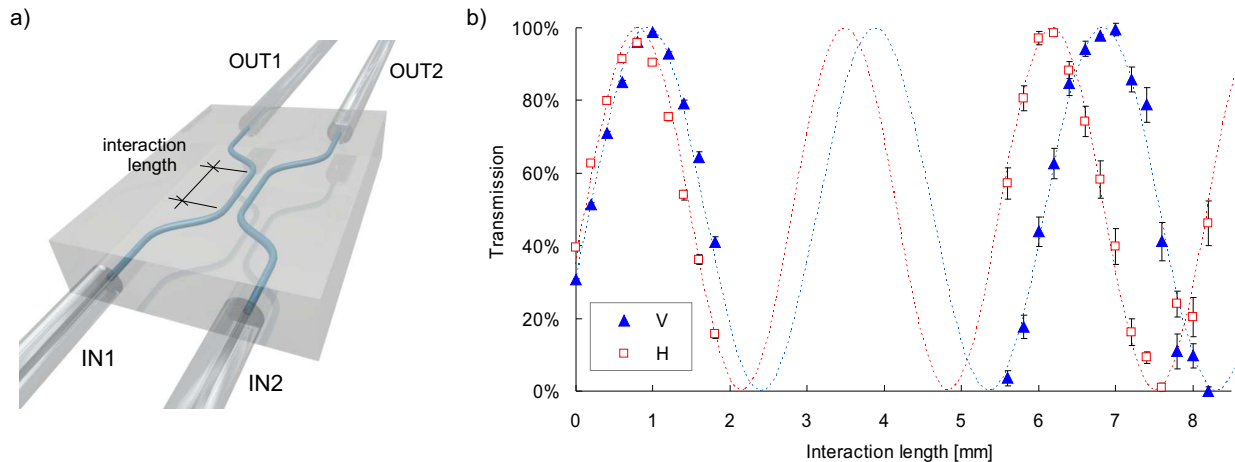 a)
OUT1
OUT2
interaction
length
IN1
IN2
b)
Transmission
100%
80%
60%
40%
20%
0%
V
H
0 1 2 3 4 5 6 7 8
Interaction length [mm]